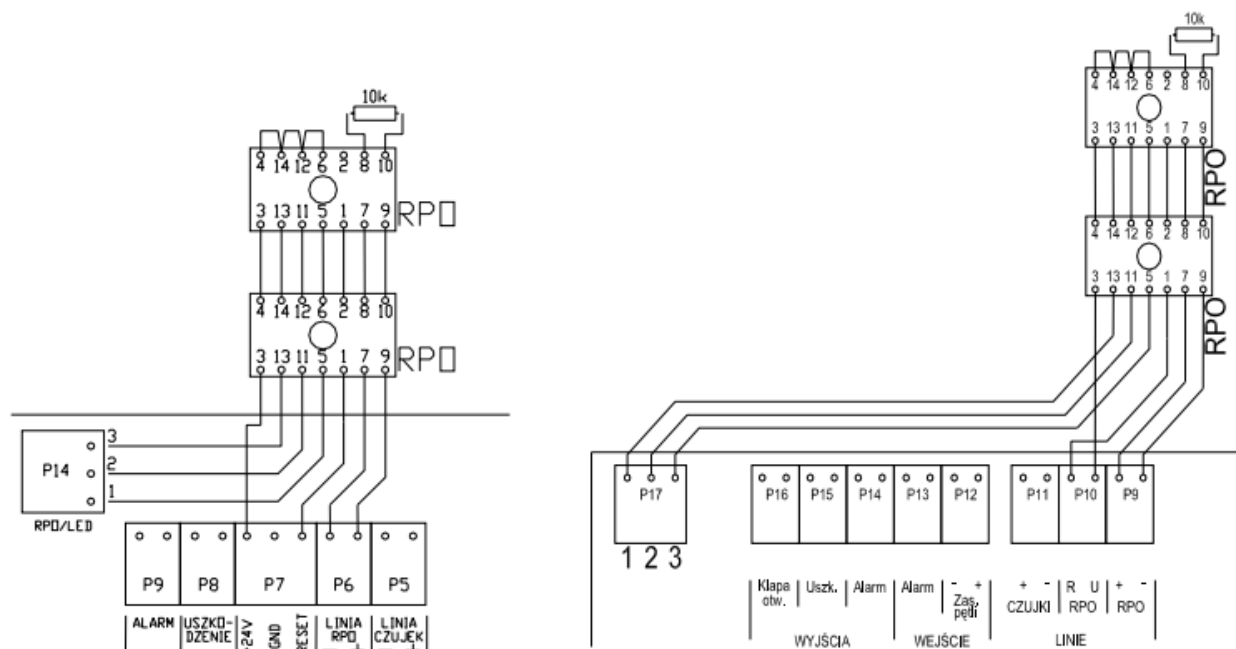 10k
4 14 12 6 2 8 10
3 13 11 5 1 7 9
RPO
4 14 12 6 2 8 10
3 13 11 5 1 7 9
RPO
3
2
1
P14
RPO/LED
P9 P8 P7 P6 P5
ALARM
USZKO-
DZENIE
+24V
GND
RESET
LINIA
RPO
LINIA
CZUJEK
10k
4 14 12 6 2 8 10
3 13 11 5 1 7 9
RPO
4 14 12 6 2 8 10
3 13 11 5 1 7 9
RPO
P17 P16 P15 P14 P13 P12 P11 P10 P9
1 2 3
Klapa
otw.
Uszk.
Alarm
Alarm
- +
Zas.
pętli
+ -
CZUJKI
R U
RPO
+ -
RPO
WYJŚCIA
WEJŚCIE
LINIE